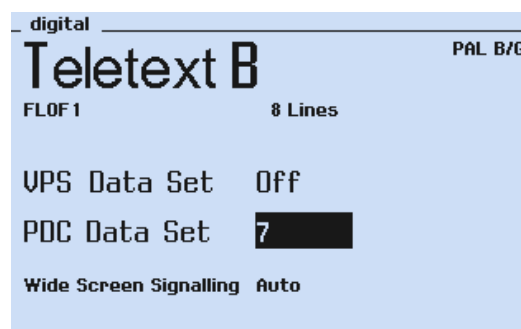 digital
Teletext B PAL B/G
FLOF1 8 Lines
VPS Data Set Off
PDC Data Set 7
Wide Screen Signalling Auto